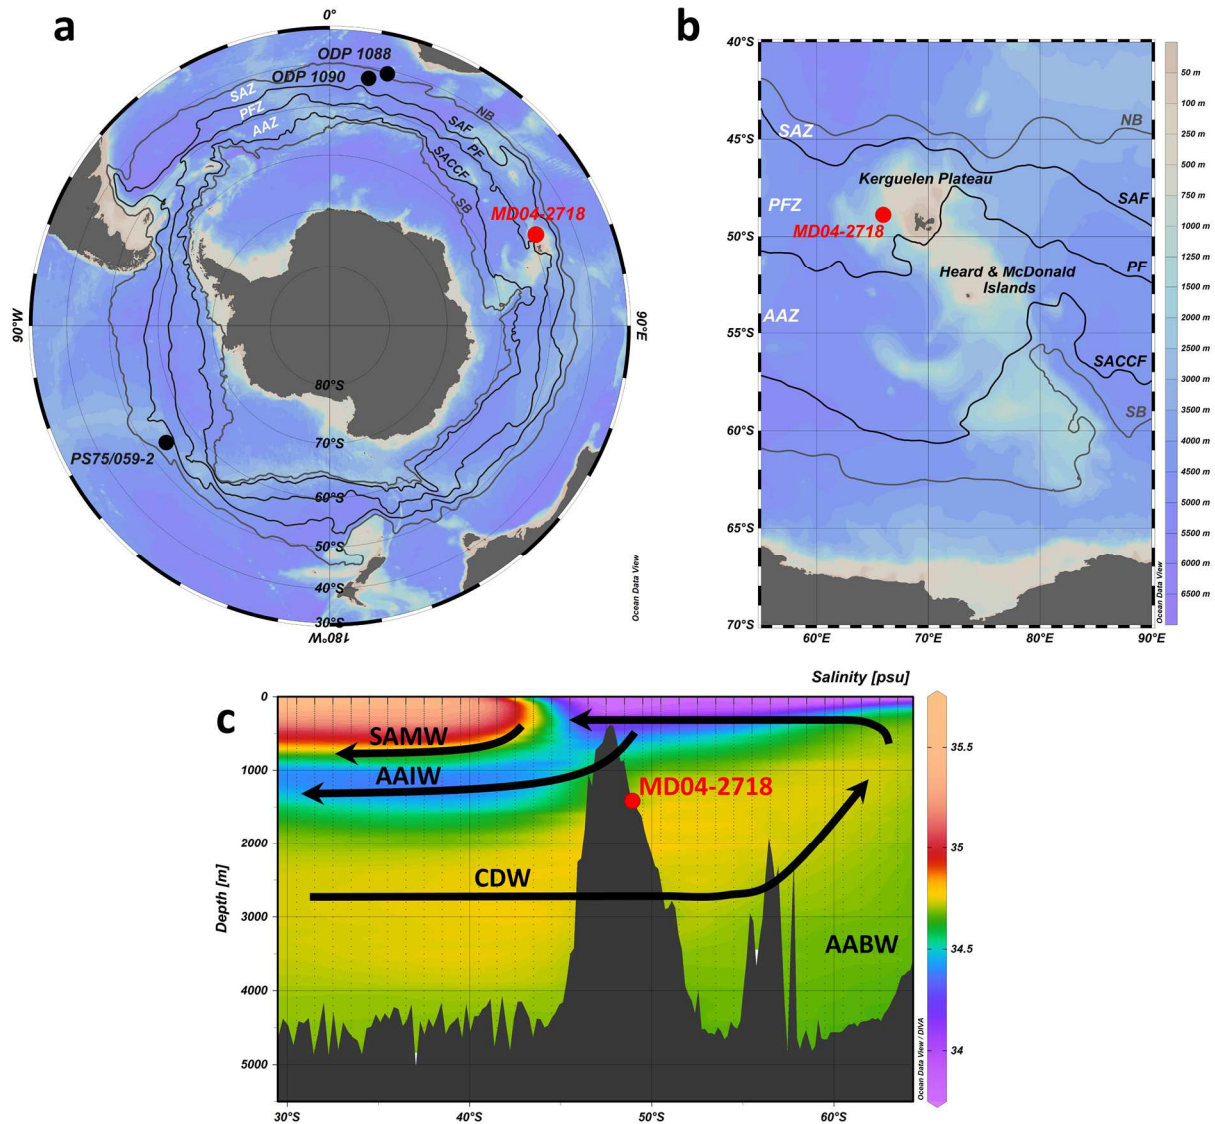 a
0°
ODP 1088
ODP 1090
SAZ
PFZ
AAZ
NB
SAF
PF
SACCF
SB
MD04-2718
90°W
90°E
80°S
70°S
PS75/059-2
60°S
50°S
40°S
30°S
180°W
Ocean Data View
b
40°S
45°S
50°S
55°S
60°S
65°S
70°S
NB
SAZ
Kerguelen Plateau
SAF
PFZ
MD04-2718
PF
Heard & McDonald
Islands
AAZ
SACCF
SB
60°E
70°E
80°E
90°E
Ocean Data View
50 m
100 m
250 m
500 m
750 m
1000 m
1250 m
1500 m
2000 m
2500 m
3000 m
3500 m
4000 m
4500 m
5000 m
5500 m
6000 m
6500 m
c
Salinity [psu]
Depth [m]
0
1000
2000
3000
4000
5000
SAMW
AAIW
MD04-2718
CDW
AABW
30°S
40°S
50°S
60°S
Ocean Data View / DIVA
35.5
35
34.5
34